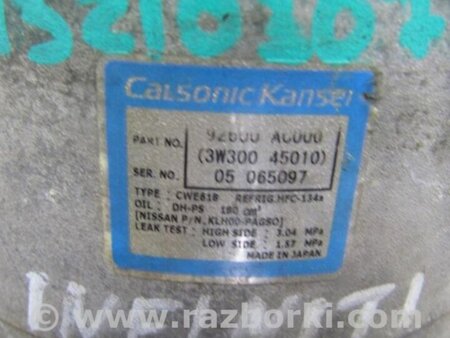 Calsonic Kansei
PART NO. 92600 AC000
(3W300 45010)
SER NO. 05 065097
TYPE : CWE618 REFRIG.HFC-134a
OIL : DH-PS 180 cm³
[NISSAN P/N. KLH00-PAGS0]
LEAK TEST : HIGH SIDE : 3.04 MPa
LOW SIDE : 1.57 MPa
MADE IN JAPAN
www.razborki.com